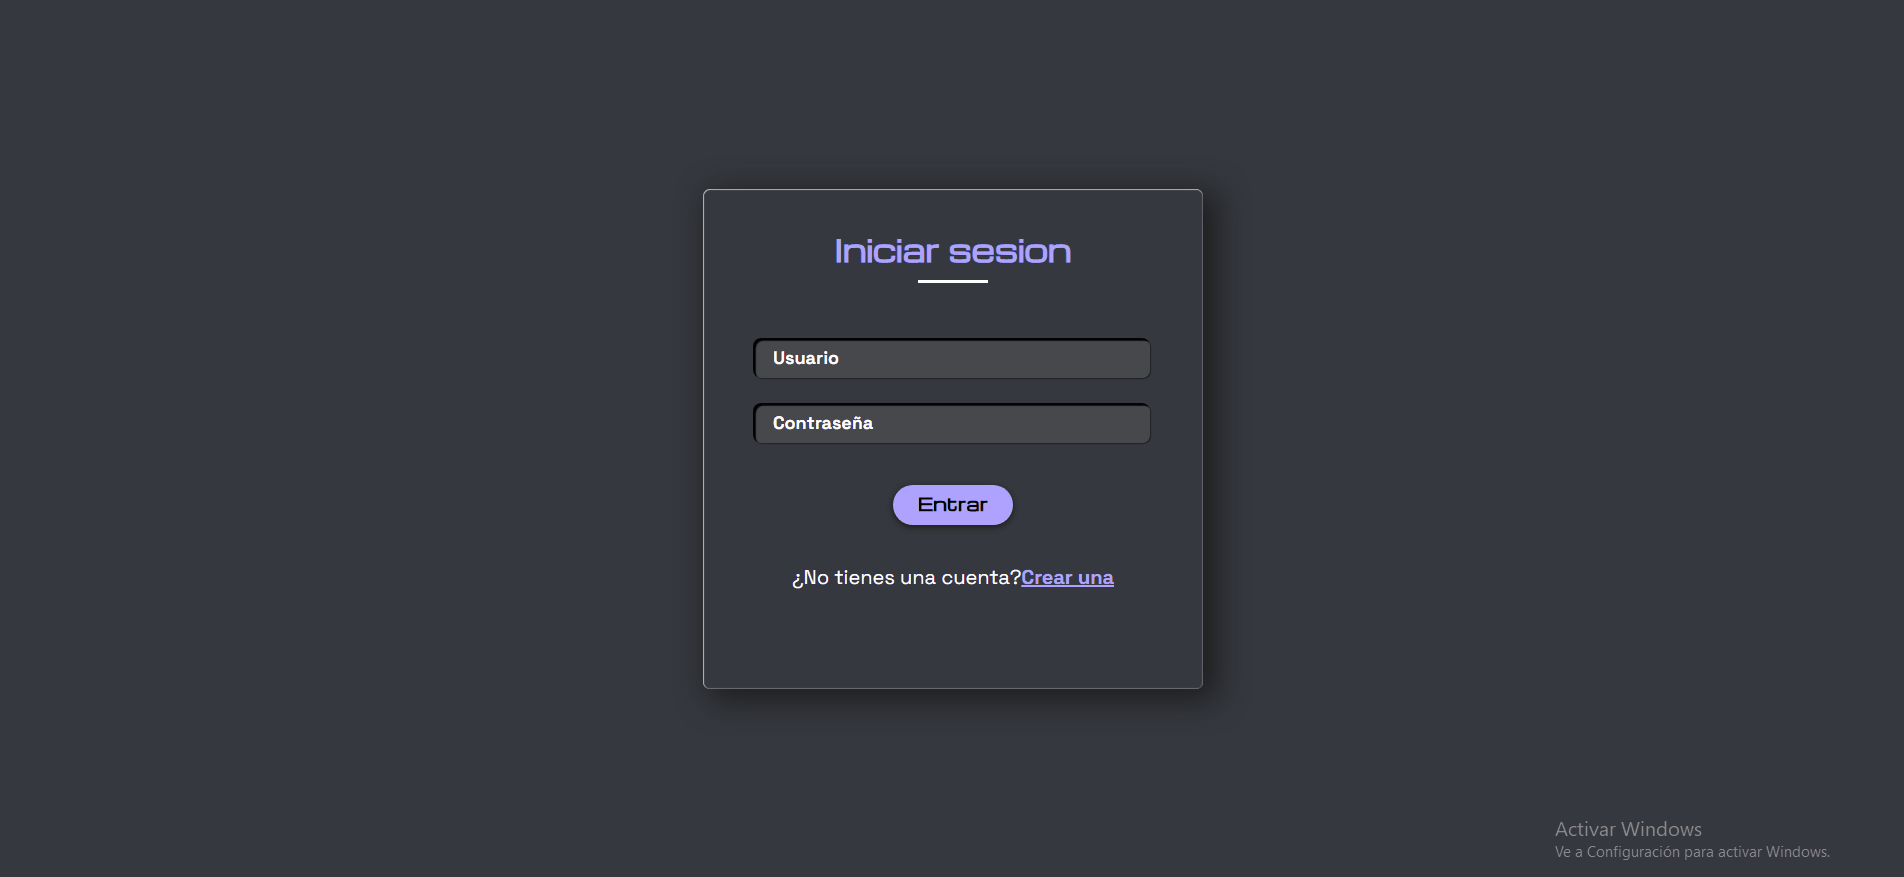 Iniciar sesion
Usuario
Contraseña
Entrar
¿No tienes una cuenta?Crear una
Activar Windows
Ve a Configuración para activar Windows.